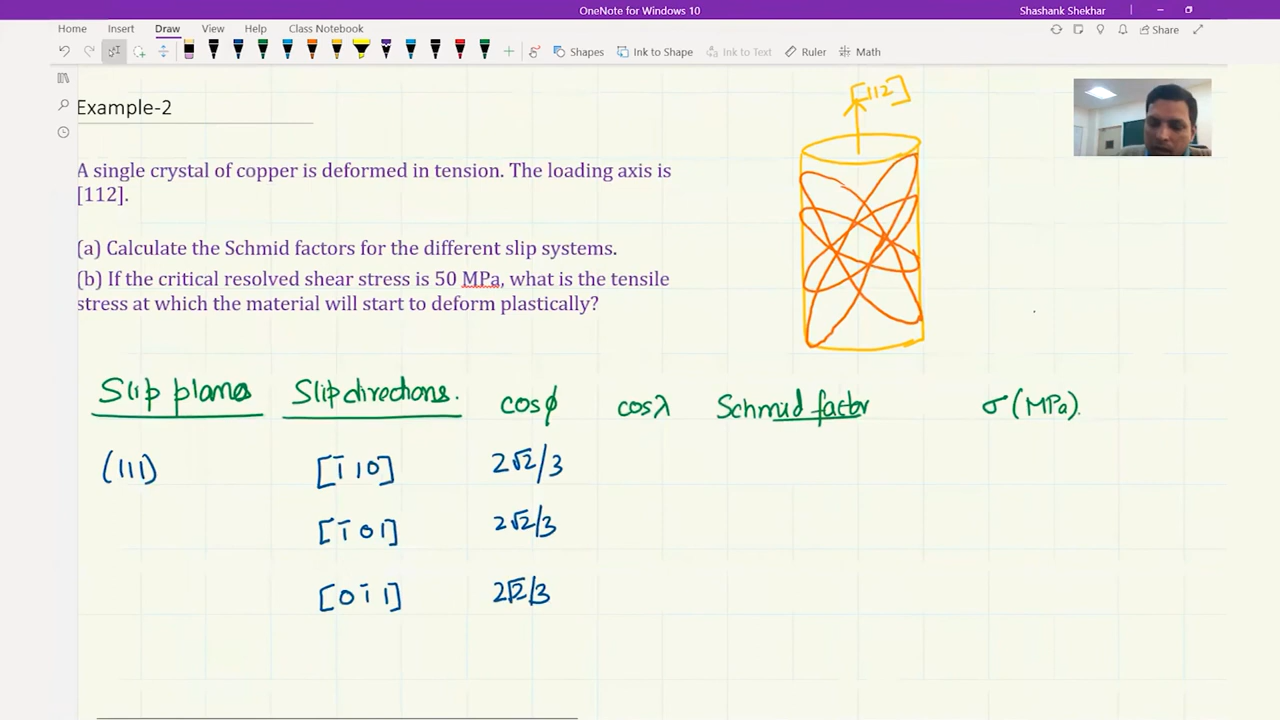 OneNote for Windows 10
Shashank Shekhar
Home Insert Draw View Help Class Notebook
Share
Shapes Ink to Shape Ink to Text Ruler Math
[112]
Example-2
A single crystal of copper is deformed in tension. The loading axis is
[112].
(a) Calculate the Schmid factors for the different slip systems.
(b) If the critical resolved shear stress is 50 MPa, what is the tensile
stress at which the material will start to deform plastically?
Slip planes Slip directions. cosϕ cosλ Schmid factor σ (MPa).
(111) [1̅10] 2√2/3
[1̅01] 2√2/3
[01̅1] 2√2/3